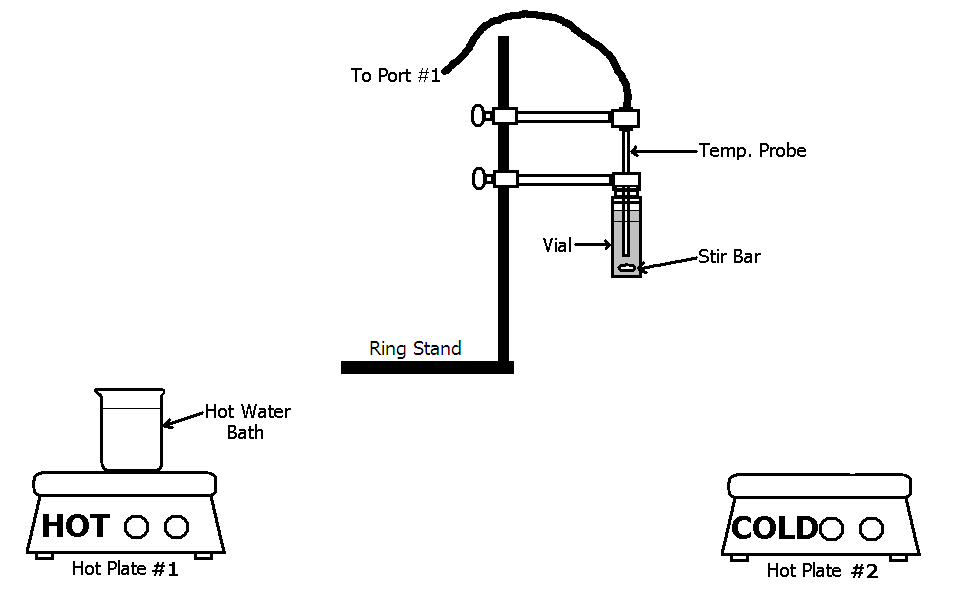 To Port #1
Temp. Probe
Vial
Stir Bar
Ring Stand
Hot Water
Bath
HOT
Hot Plate #1
COLD
Hot Plate #2